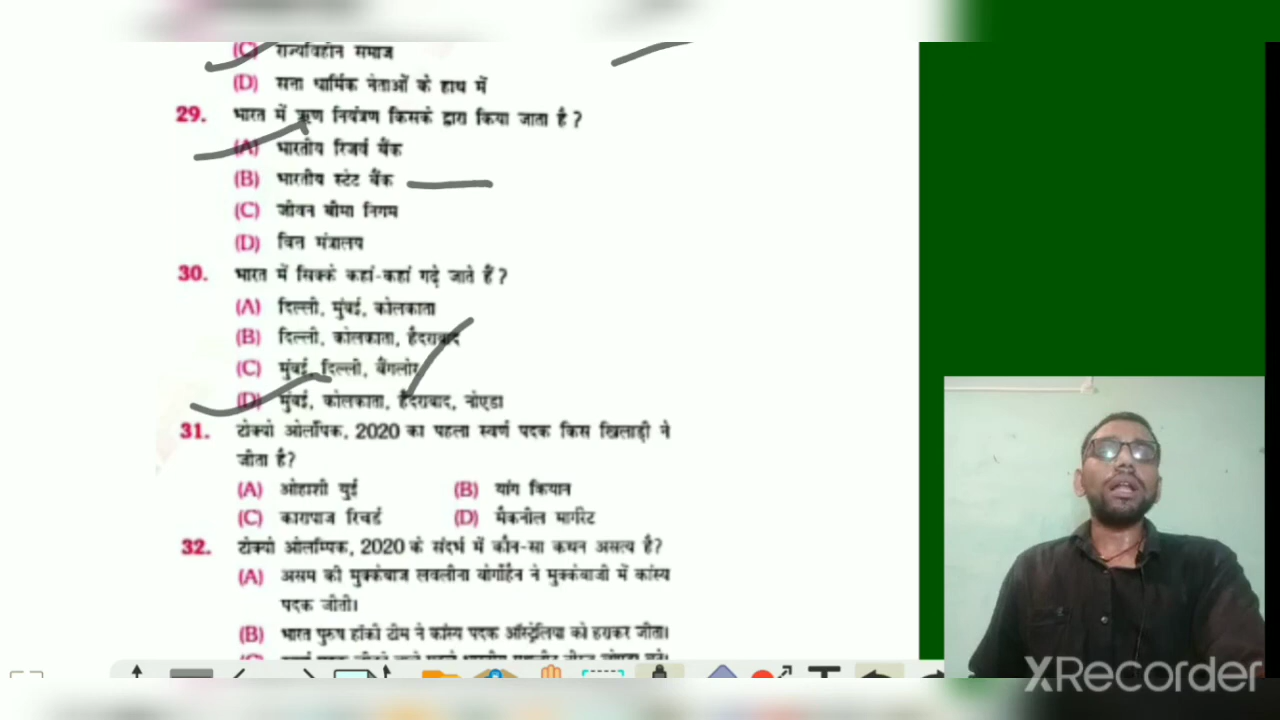 (C) राज्यविहीन समाज
(D) सत्ता धार्मिक नेताओं के हाथ में
29. भारत में ऋण नियंत्रण किसके द्वारा किया जाता है ?
(A) भारतीय रिजर्व बैंक
(B) भारतीय स्टेट बैंक
(C) जीवन बीमा निगम
(D) वित्त मंत्रालय
30. भारत में सिक्के कहां-कहां गढ़े जाते हैं ?
(A) दिल्ली, मुंबई, कोलकाता
(B) दिल्ली, कोलकाता, हैदराबाद
(C) मुंबई, दिल्ली, बैंगलोर
(D) मुंबई, कोलकाता, हैदराबाद, नोएडा
31. टोक्यो ओलंपिक, 2020 का पहला स्वर्ण पदक किस खिलाड़ी ने
जीता है?
(A) ओहाशी युई (B) यांग कियान
(C) कारापाज रिचर्ड (D) मैकनील मार्गरेट
32. टोक्यो ओलम्पिक, 2020 के संदर्भ में कौन-सा कथन असत्य है?
(A) असम की मुक्केबाज लवलीना बोर्गोहैन ने मुक्केबाजी में कांस्य
पदक जीती।
(B) भारत पुरुष हॉकी टीम ने कांस्य पदक ऑस्ट्रेलिया को हराकर जीता।
XRecorder